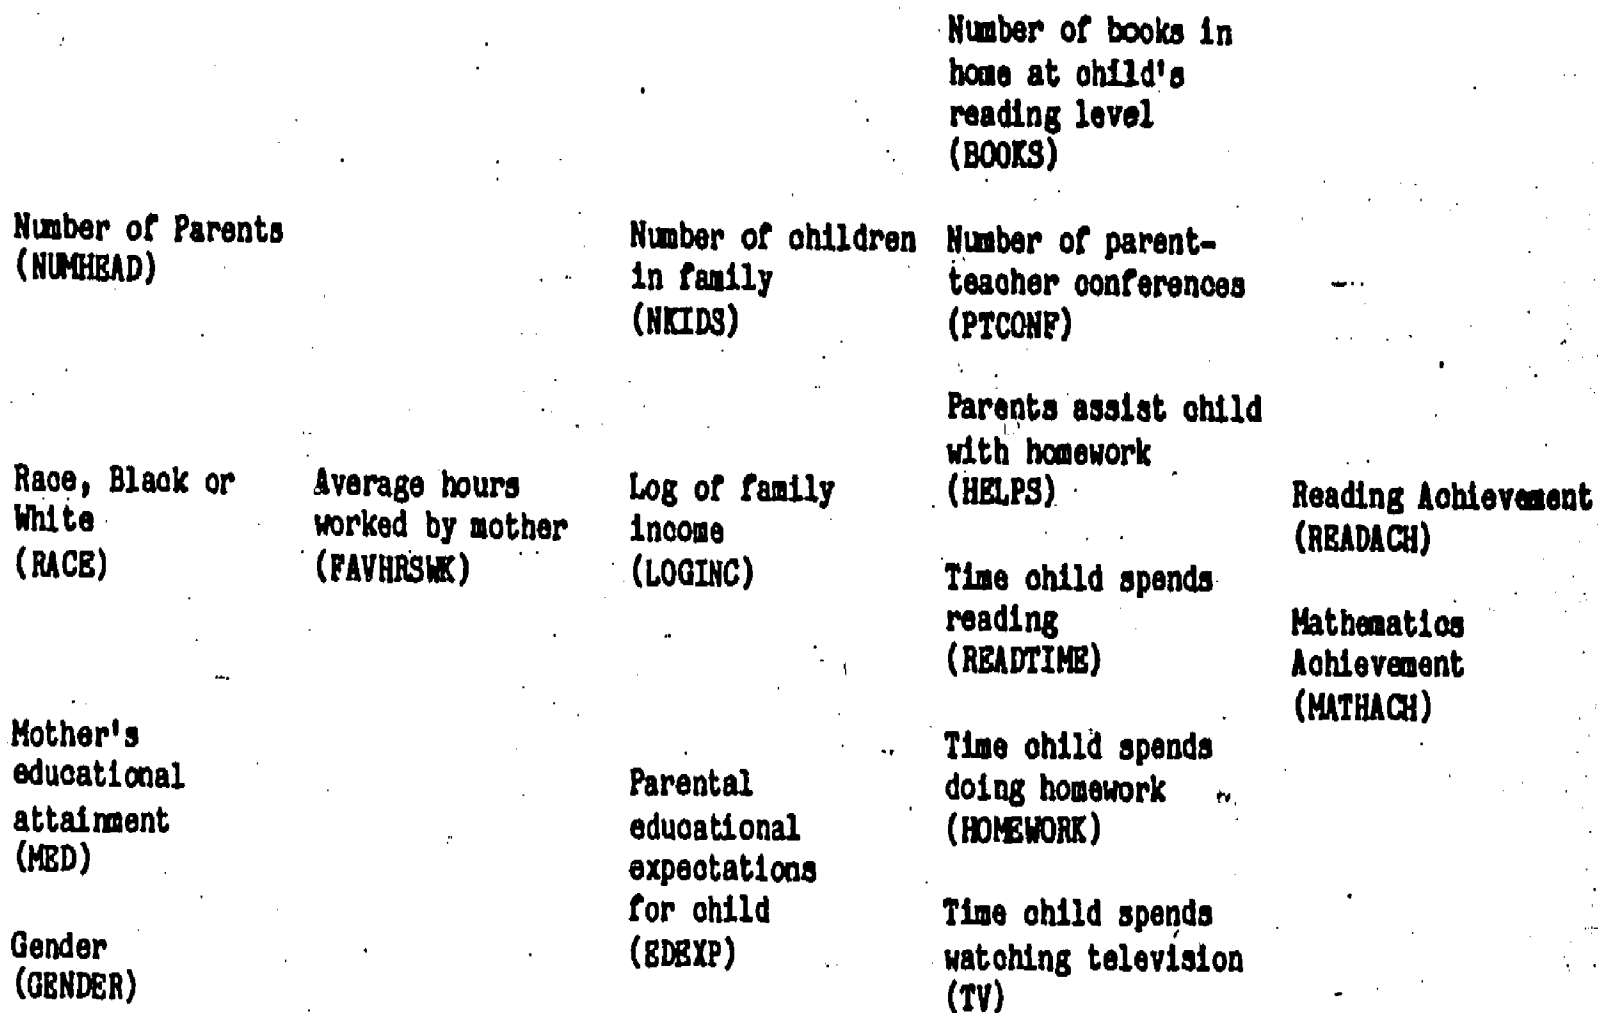 Number of Parents
(NUMHEAD)
Race, Black or
White
(RACE)
Mother's
educational
attainment
(MED)
Gender
(GENDER)
Average hours
worked by mother
(FAVHRSWK)
Number of children
in family
(NKIDS)
Log of family
income
(LOGINC)
Parental
educational
expectations
for child
(EDEXP)
Number of books in
home at child's
reading level
(BOOKS)
Number of parent-
teacher conferences
(PTCONF)
Parents assist child
with homework
(HELPS)
Time child spends
reading
(READTIME)
Time child spends
doing homework
(HOMEWORK)
Time child spends
watching television
(TV)
Reading Achievement
(READACH)
Mathematics
Achievement
(MATHACH)